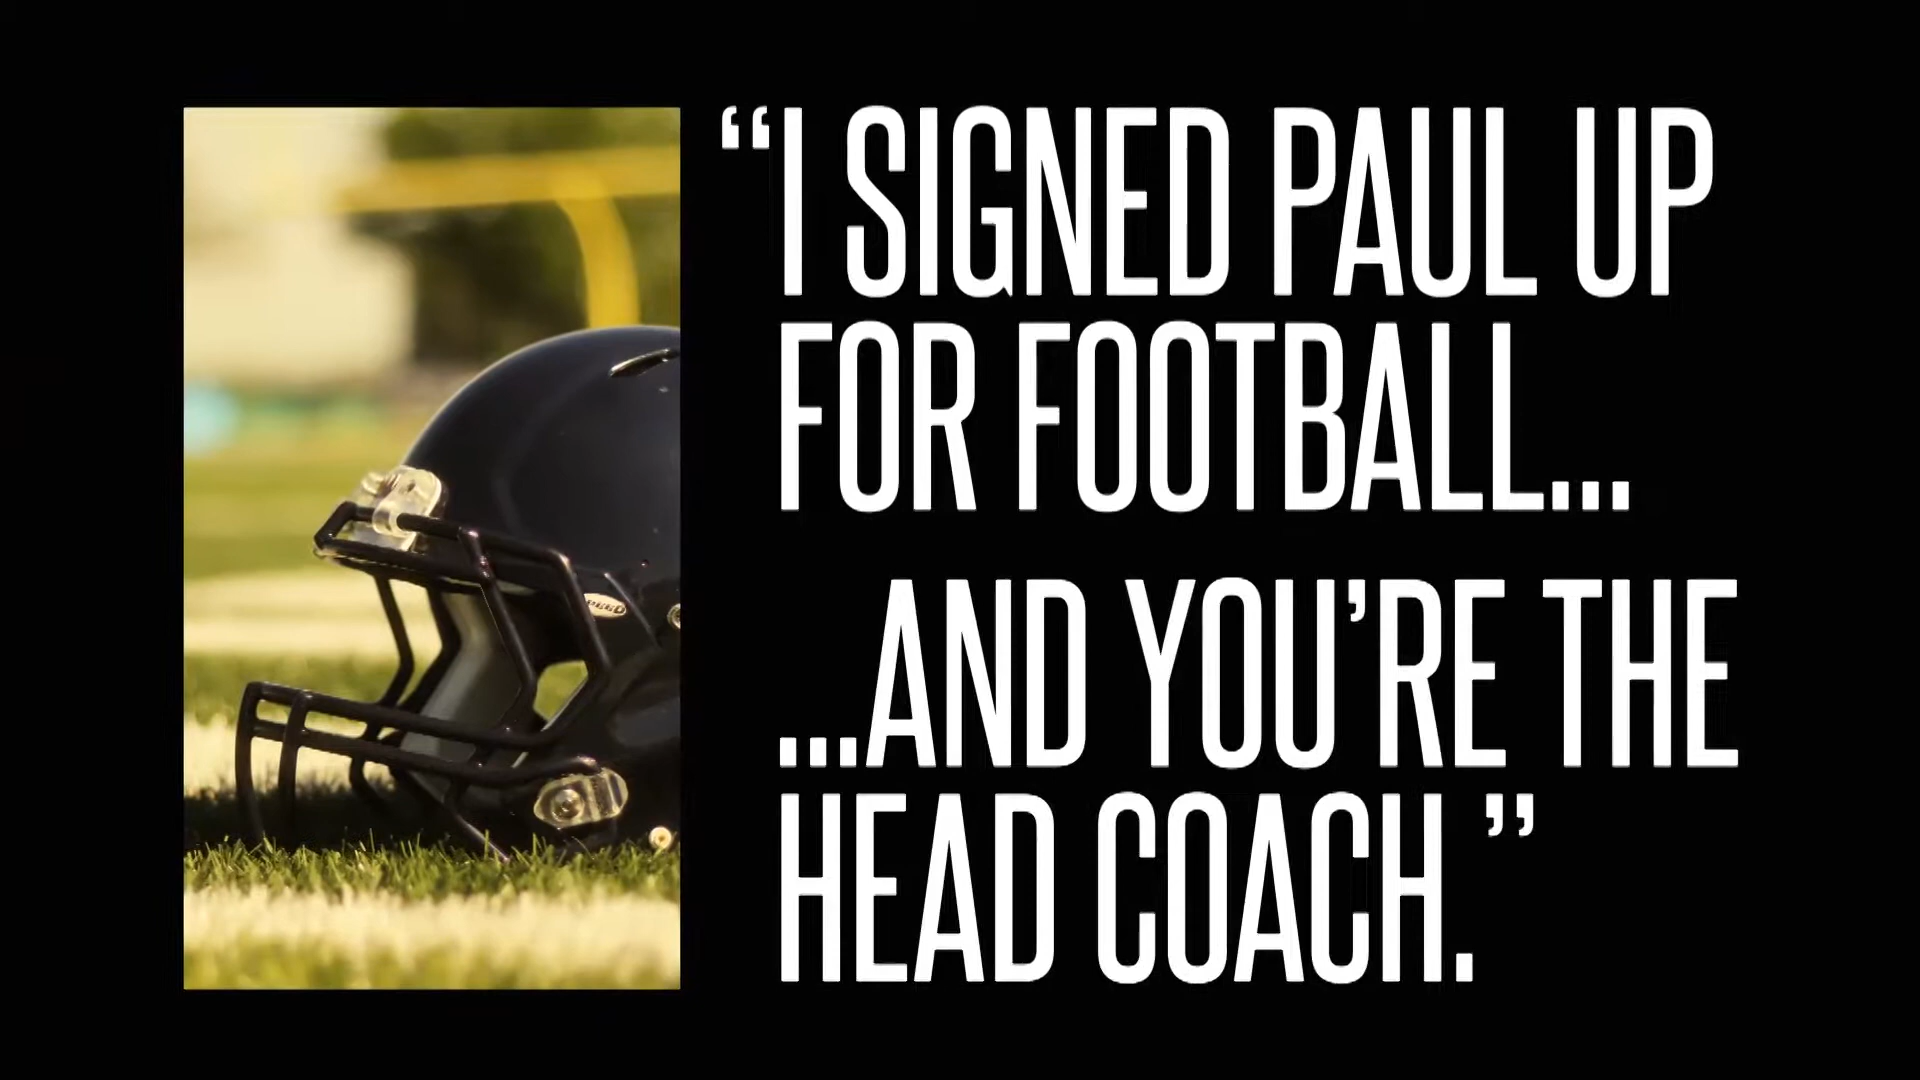 “I SIGNED PAUL UP
FOR FOOTBALL...
...AND YOU’RE THE
HEAD COACH.”